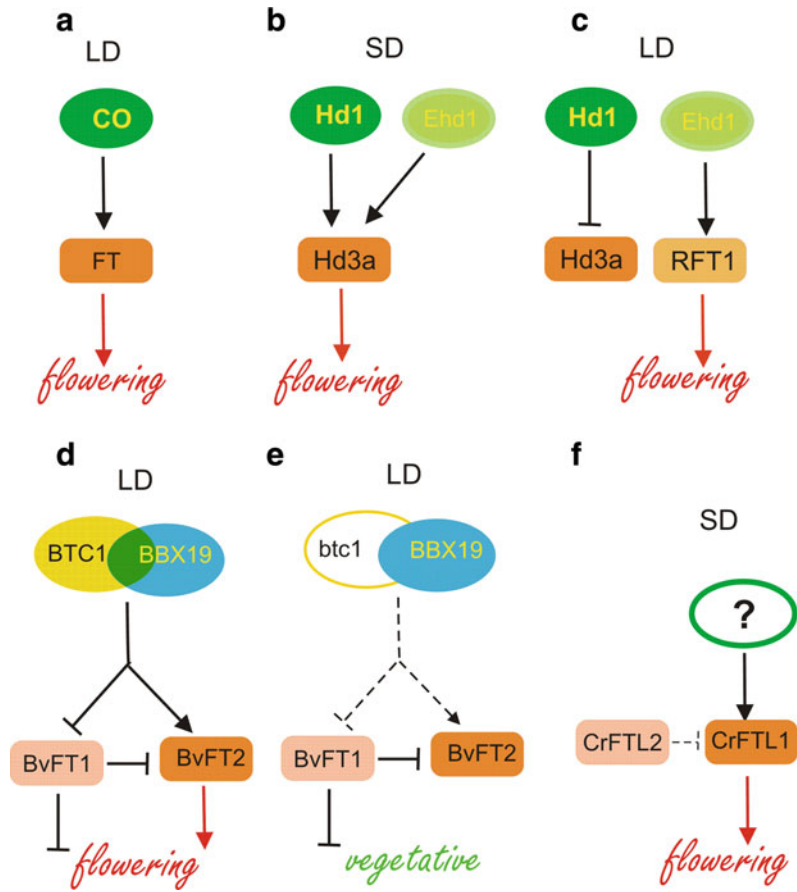 a
LD
CO
FT
flowering
b
SD
Hd1 Ehd1
Hd3a
flowering
c
LD
Hd1 Ehd1
Hd3a RFT1
flowering
d
LD
BTC1 BBX19
BvFT1 BvFT2
flowering
e
LD
btc1 BBX19
BvFT1 BvFT2
vegetative
f
SD
?
CrFTL2 CrFTL1
flowering